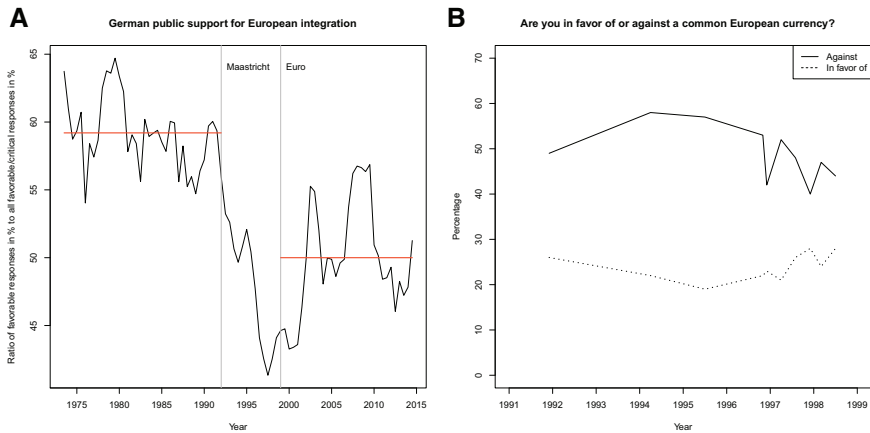 A
German public support for European integration
Ratio of favorable responses in % to all favorable/critical responses in %
65
60
55
50
45
Maastricht
Euro
1975 1980 1985 1990 1995 2000 2005 2010 2015
Year
B
Are you in favor of or against a common European currency?
Percentage
70
60
50
40
30
20
10
0
Against
In favor of
1991 1992 1993 1994 1995 1996 1997 1998 1999
Year